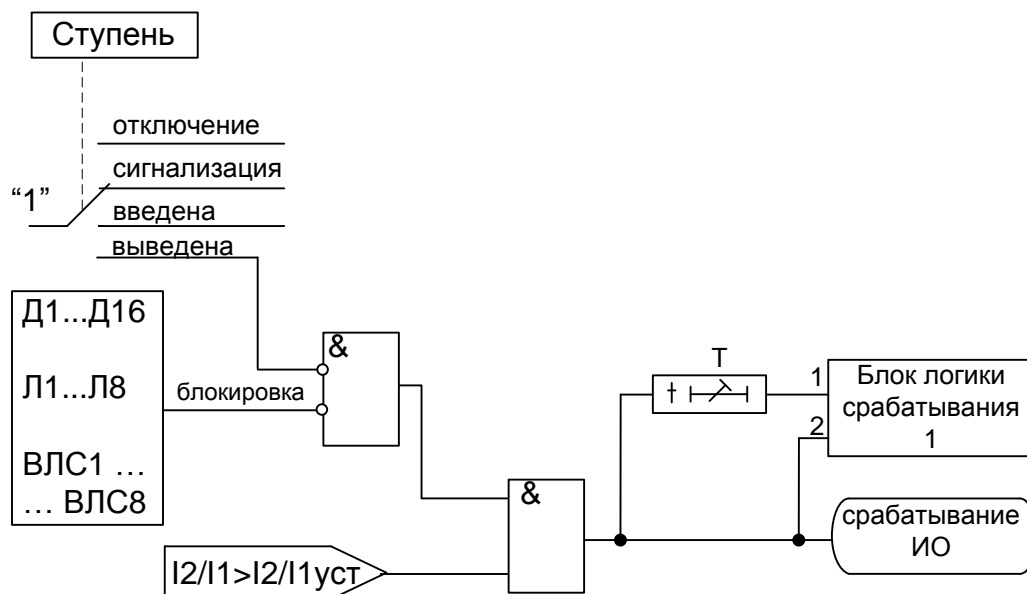 Ступень
отключение
сигнализация
“1”
введена
выведена
Д1...Д16
Л1...Л8
ВЛС1 ...
... ВЛС8
блокировка
&
&
I2/I1>I2/I1уст
T
1
2
Блок логики
срабатывания
1
срабатывание
ИО